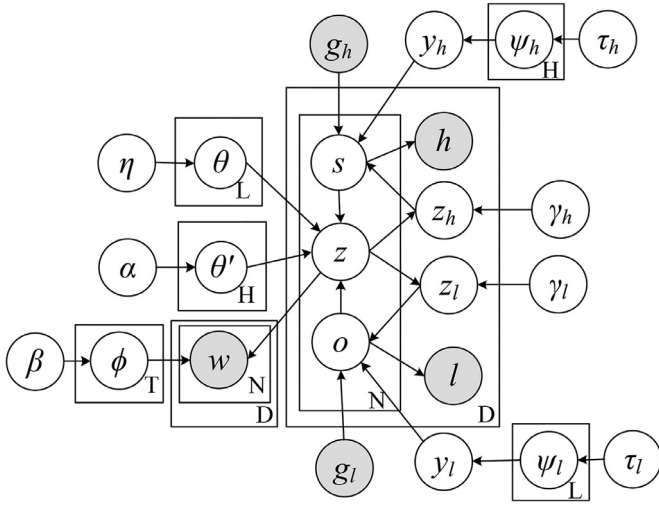 g_h y_h ψ_h τ_h
H
η θ s h
L
z_h γ_h
α θ' z
H
z_l γ_l
β ϕ w o l
T N N D
D
g_l y_l ψ_l τ_l
L